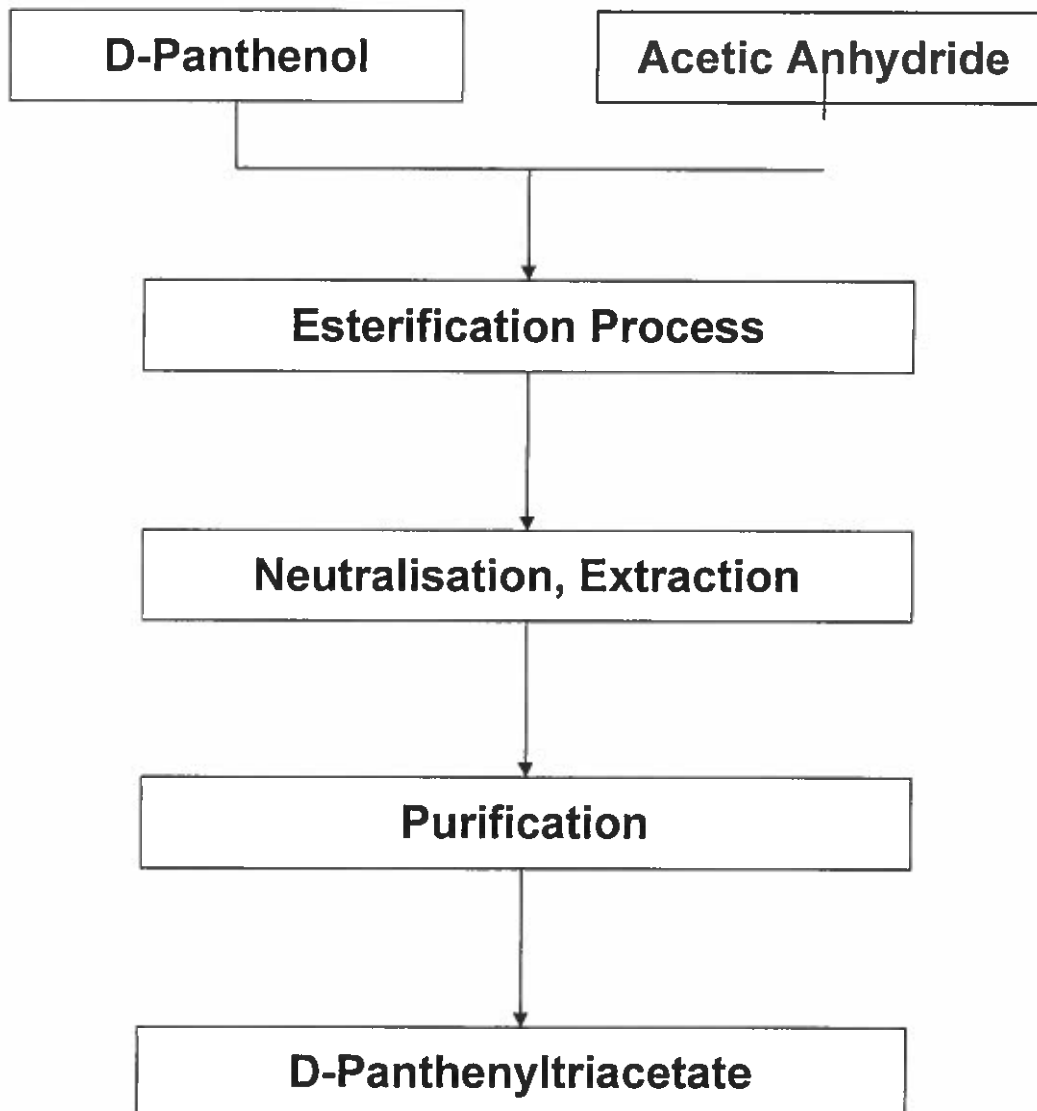 D-Panthenol
Acetic Anhydride
Esterification Process
Neutralisation, Extraction
Purification
D-Panthenyltriacetate